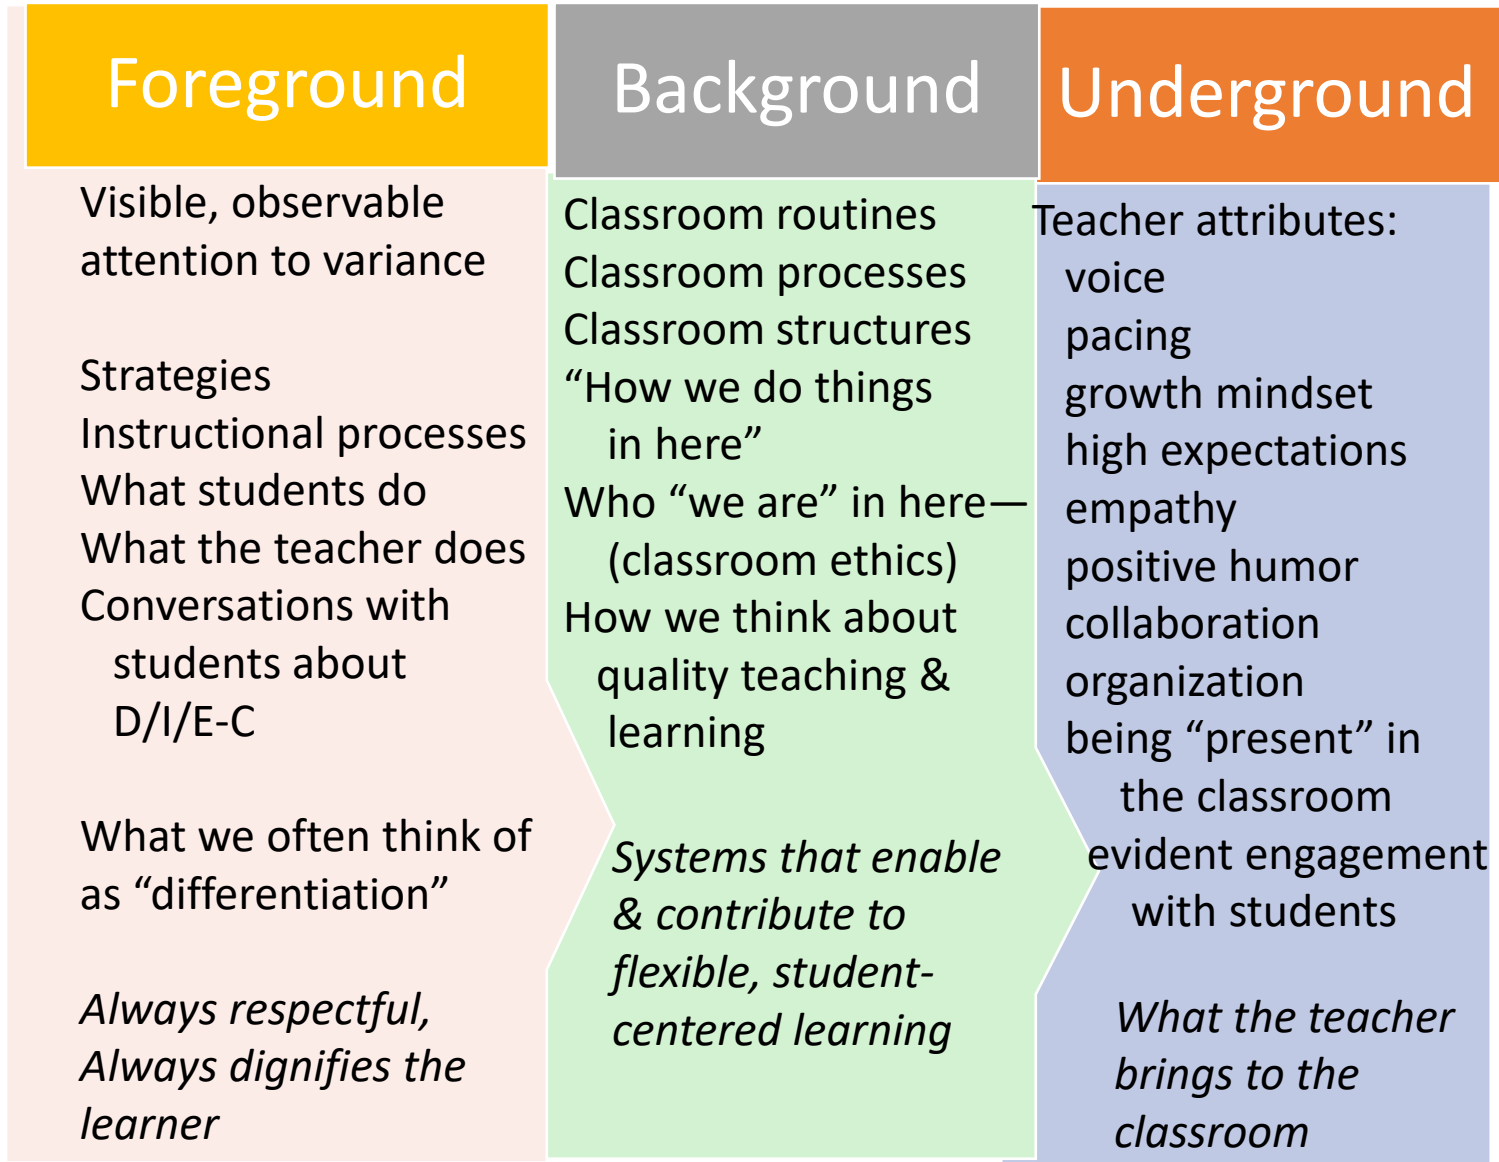 Foreground
Visible, observable
attention to variance
Strategies
Instructional processes
What students do
What the teacher does
Conversations with
students about
D/I/E-C
What we often think of
as “differentiation”
Always respectful,
Always dignifies the
learner
Background
Classroom routines
Classroom processes
Classroom structures
“How we do things
in here”
Who “we are” in here—
(classroom ethics)
How we think about
quality teaching &
learning
Systems that enable
& contribute to
flexible, student-
centered learning
Underground
Teacher attributes:
voice
pacing
growth mindset
high expectations
empathy
positive humor
collaboration
organization
being “present” in
the classroom
evident engagement
with students
What the teacher
brings to the
classroom